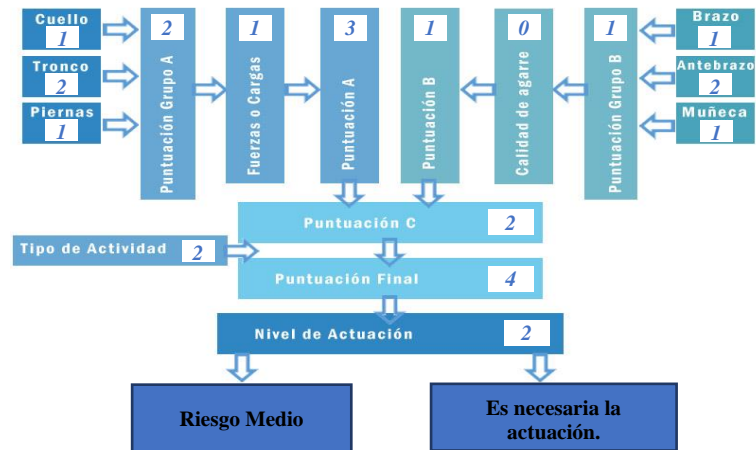 Cuello
1
Tronco
2
Piernas
1
2
Puntuación Grupo A
1
Fuerzas o Cargas
3
Puntuación A
1
Puntuación B
0
Calidad de agarre
1
Puntuación Grupo B
Brazo
1
Antebrazo
2
Muñeca
1
Puntuación C 2
Tipo de Actividad 2
Puntuación Final 4
Nivel de Actuación 2
Riesgo Medio
Es necesaria la
actuación.